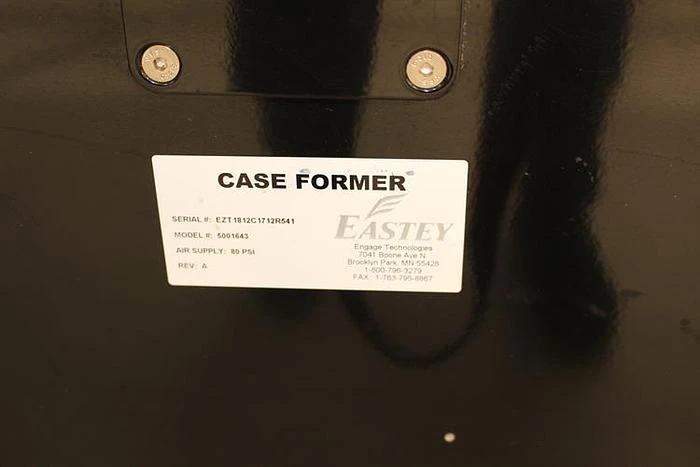 CASE FORMER
SERIAL #: EZT1812C1712R541
MODEL #: 5001643
AIR SUPPLY: 80 PSI
REV: A
EASTEY
Engage Technologies
7041 Boone Ave N.
Brooklyn Park, MN 55428
1-800-796-3279
FAX: 1-763-795-8867